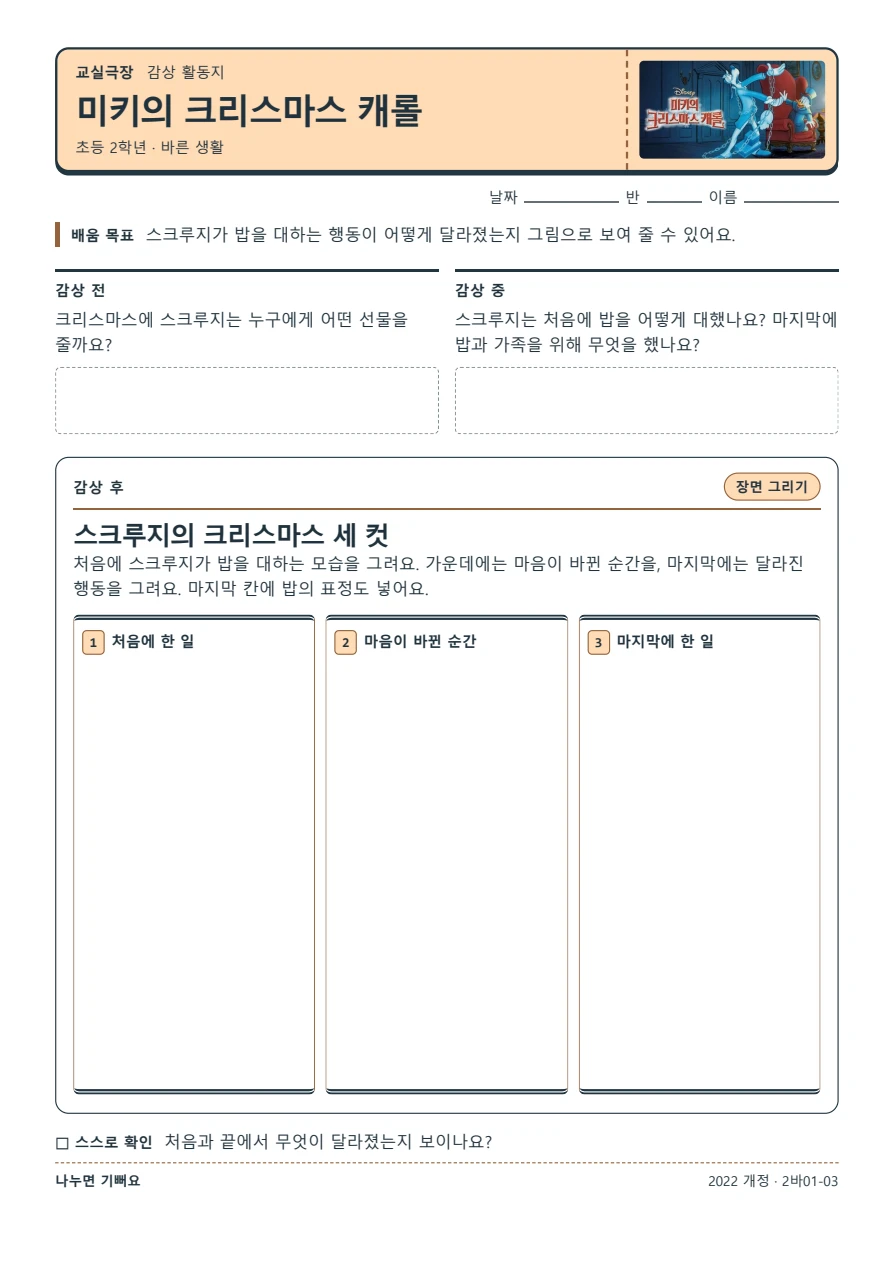 교실극장 감상 활동지
미키의 크리스마스 캐롤
초등 2학년 · 바른 생활
Disney
미키의
크리스마스 캐롤
날짜 반 이름
배움 목표 스크루지가 밥을 대하는 행동이 어떻게 달라졌는지 그림으로 보여 줄 수 있어요.
감상 전
크리스마스에 스크루지는 누구에게 어떤 선물을
줄까요?
감상 중
스크루지는 처음에 밥을 어떻게 대했나요? 마지막에
밥과 가족을 위해 무엇을 했나요?
감상 후
장면 그리기
스크루지의 크리스마스 세 컷
처음에 스크루지가 밥을 대하는 모습을 그려요. 가운데에는 마음이 바뀐 순간을, 마지막에는 달라진
행동을 그려요. 마지막 칸에 밥의 표정도 넣어요.
1 처음에 한 일
2 마음이 바뀐 순간
3 마지막에 한 일
스스로 확인 처음과 끝에서 무엇이 달라졌는지 보이나요?
나누면 기뻐요
2022 개정 · 2바01-03